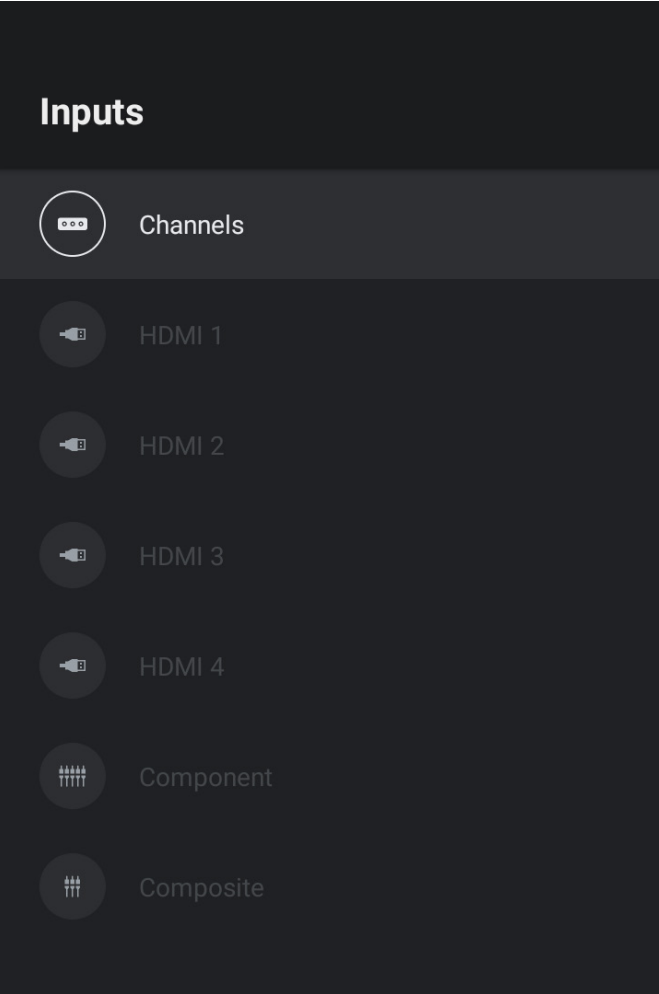 Inputs
Channels
HDMI 1
HDMI 2
HDMI 3
HDMI 4
Component
Composite